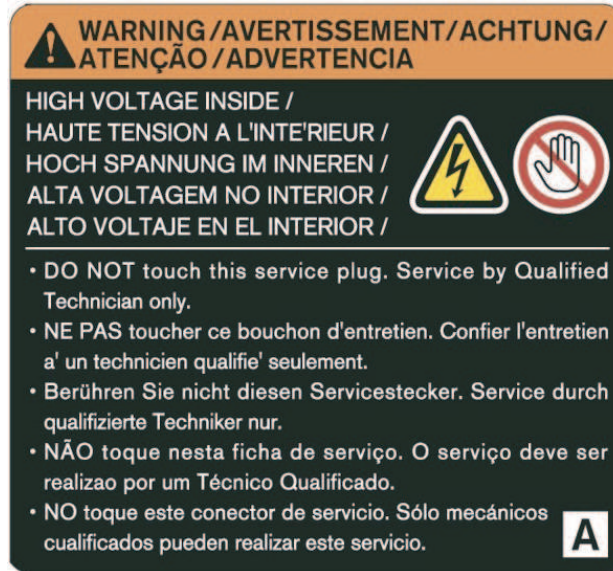 WARNING/AVERTISSEMENT/ACHTUNG/
ATENÇÃO/ADVERTENCIA
HIGH VOLTAGE INSIDE /
HAUTE TENSION A L'INTE'RIEUR /
HOCH SPANNUNG IM INNEREN /
ALTA VOLTAGEM NO INTERIOR /
ALTO VOLTAJE EN EL INTERIOR /
• DO NOT touch this service plug. Service by Qualified
Technician only.
• NE PAS toucher ce bouchon d'entretien. Confier l'entretien
a' un technicien qualifie' seulement.
• Berühren Sie nicht diesen Servicestecker. Service durch
qualifizierte Techniker nur.
• NÃO toque nesta ficha de serviço. O serviço deve ser
realizao por um Técnico Qualificado.
• NO toque este conector de servicio. Sólo mecánicos
cualificados pueden realizar este servicio.
A